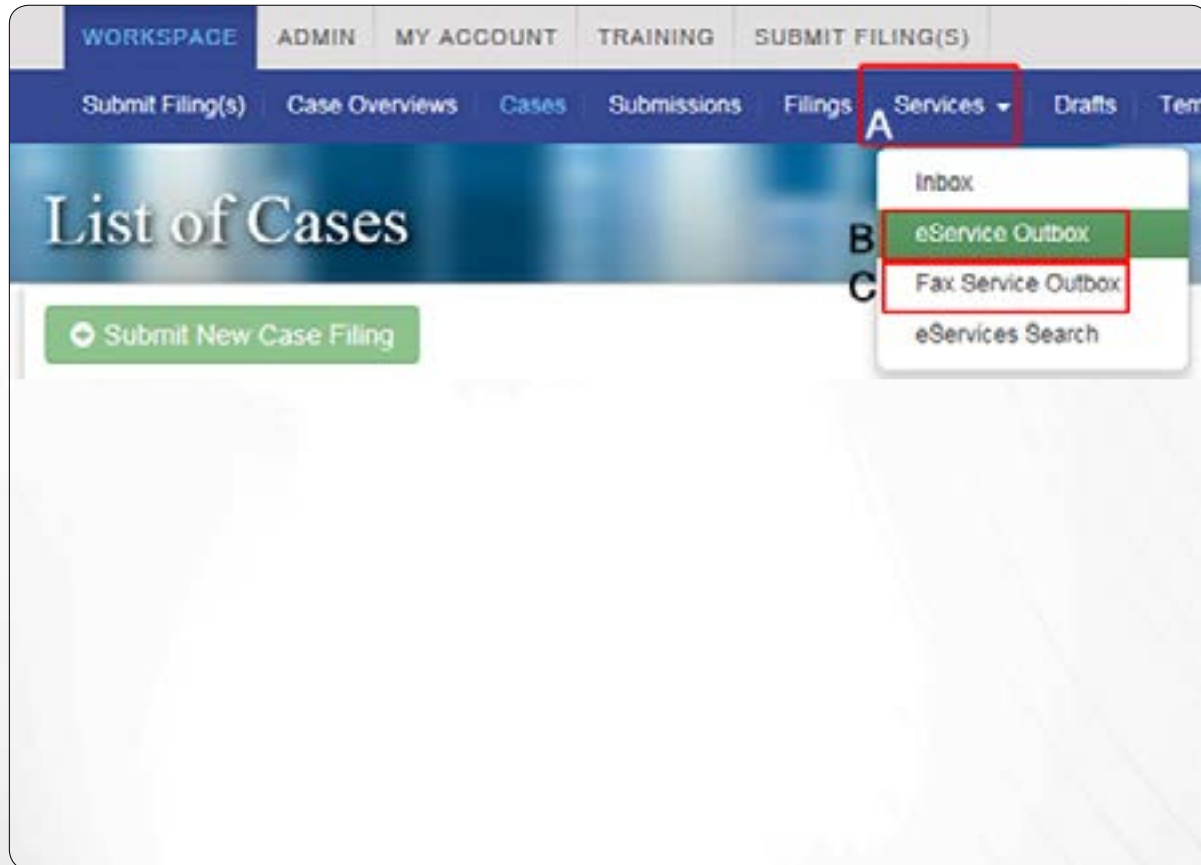 WORKSPACE ADMIN MY ACCOUNT TRAINING SUBMIT FILING(S)
Submit Filing(s) Case Overviews Cases Submissions Filings Services Drafts Tem
A
Inbox
List of Cases
B eService Outbox
C Fax Service Outbox
Submit New Case Filing
eServices Search